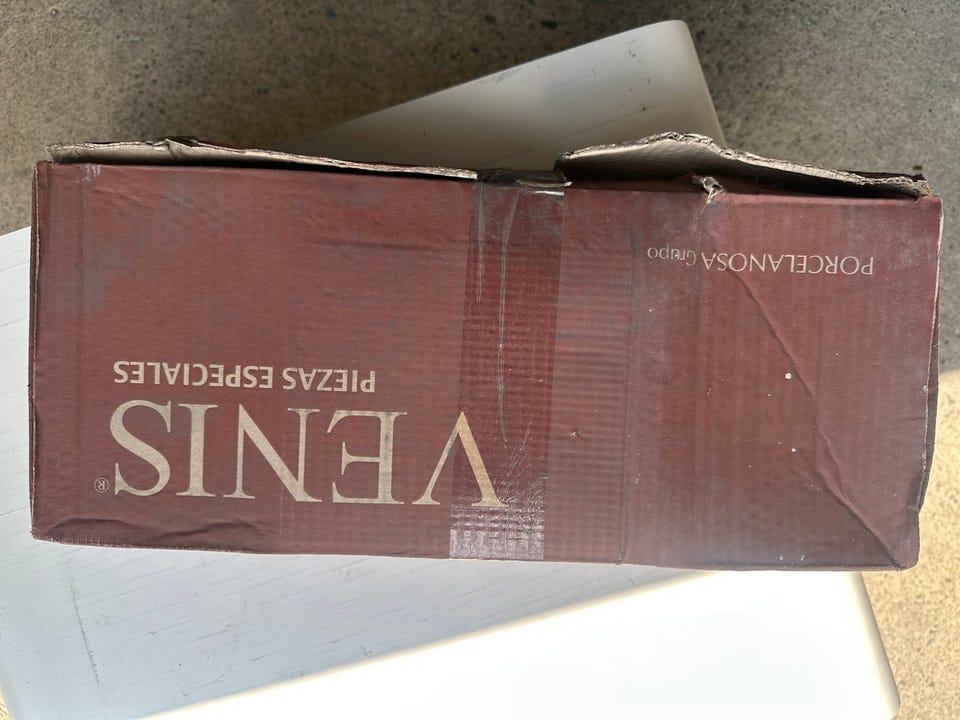 VENIS®
PIEZAS ESPECIALES
PORCELANOSA Grupo